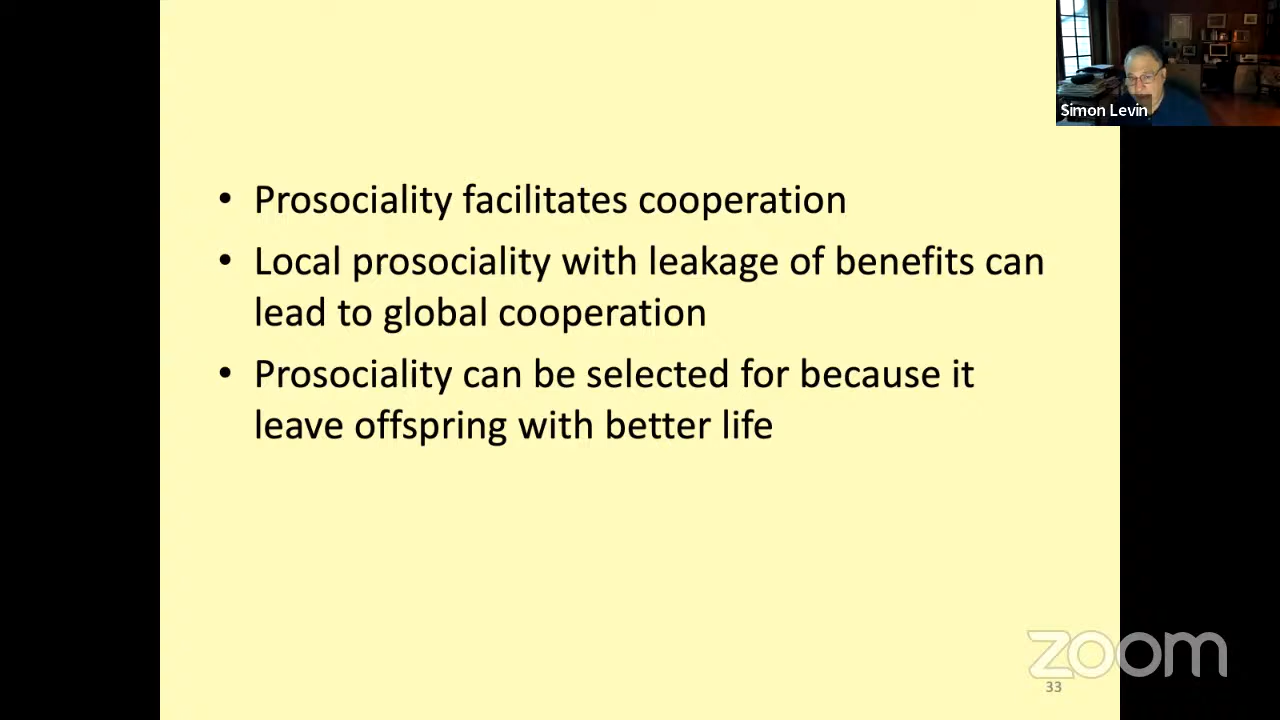 Simon Levin
• Prosociality facilitates cooperation
• Local prosociality with leakage of benefits can
lead to global cooperation
• Prosociality can be selected for because it
leave offspring with better life
zoom
33